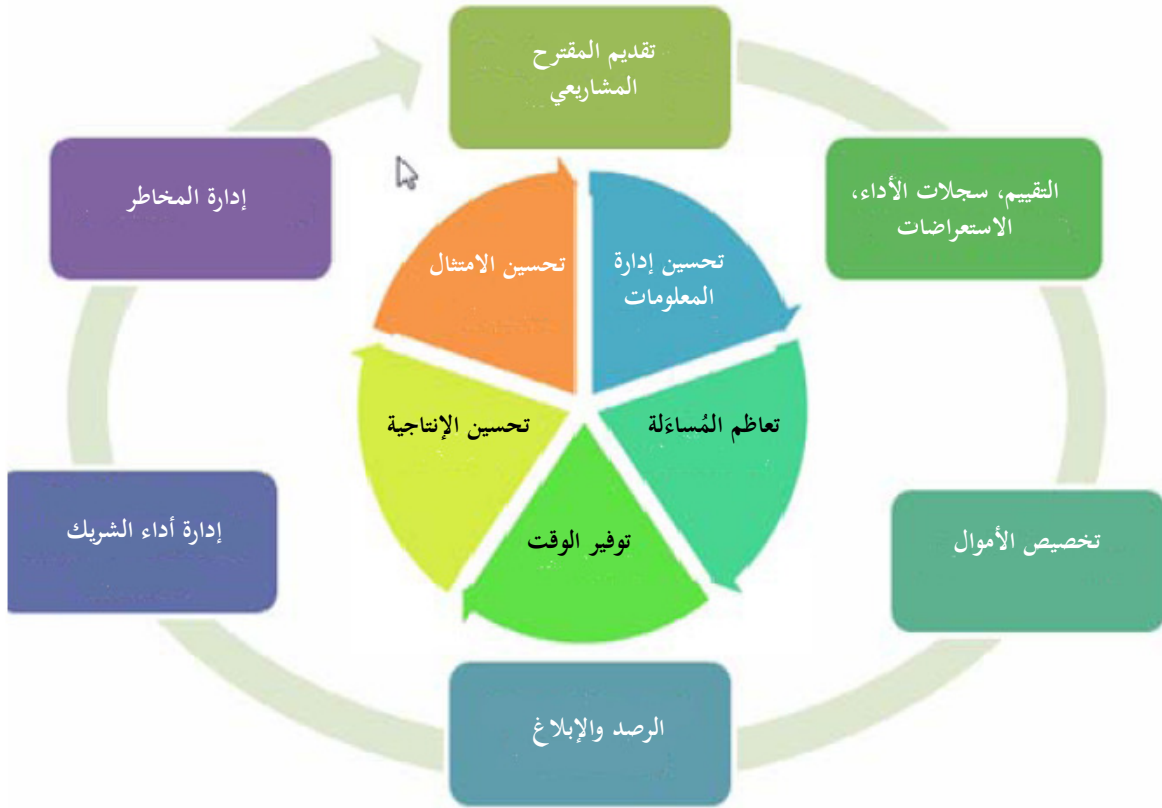 تقديم المقترح
المشاريعي
التقييم، سجلات الأداء،
الاستعراضات
تخصيص الأموال
الرصد والإبلاغ
إدارة أداء الشريك
إدارة المخاطر
تحسين إدارة
المعلومات
تعاظم المُساءَلة
توفير الوقت
تحسين الإنتاجية
تحسين الامتثال